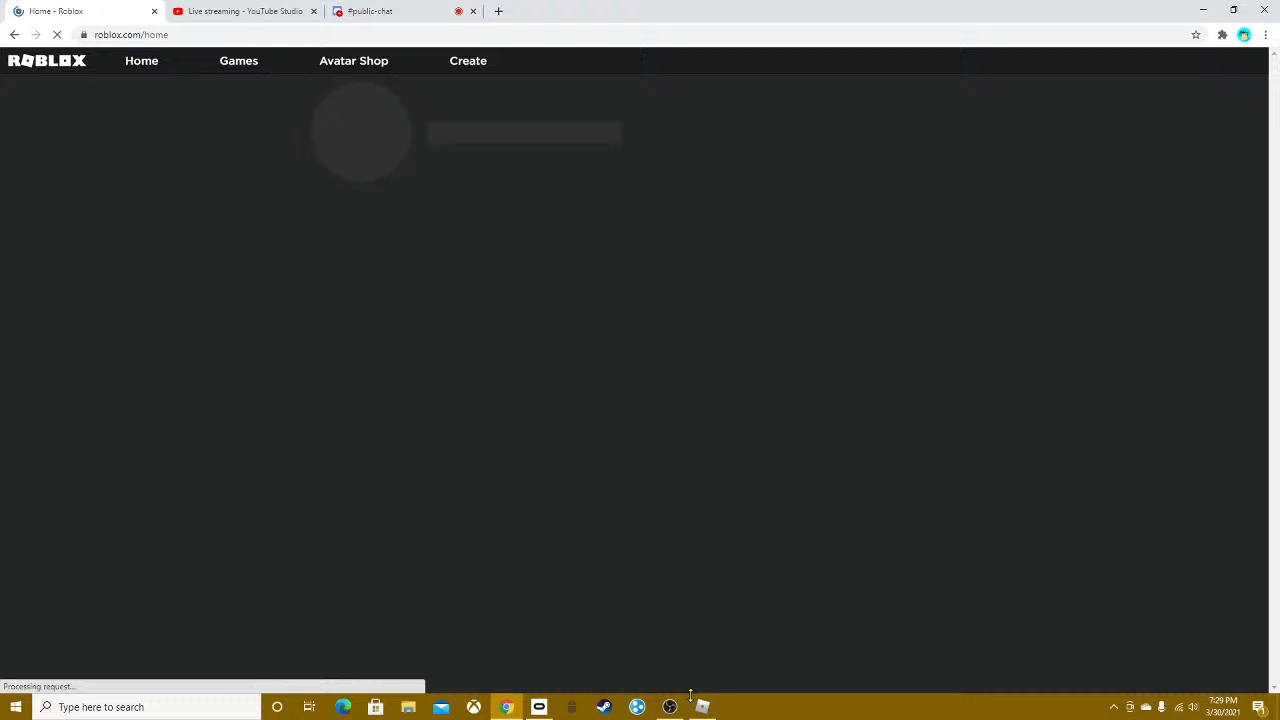 Home - Roblox
Live streaming - YouTube Studio
#public-chat
roblox.com/home
ROBLOX
Home
Games
Avatar Shop
Create
Processing request...
Type here to search
7:29 PM
3/30/2021
1